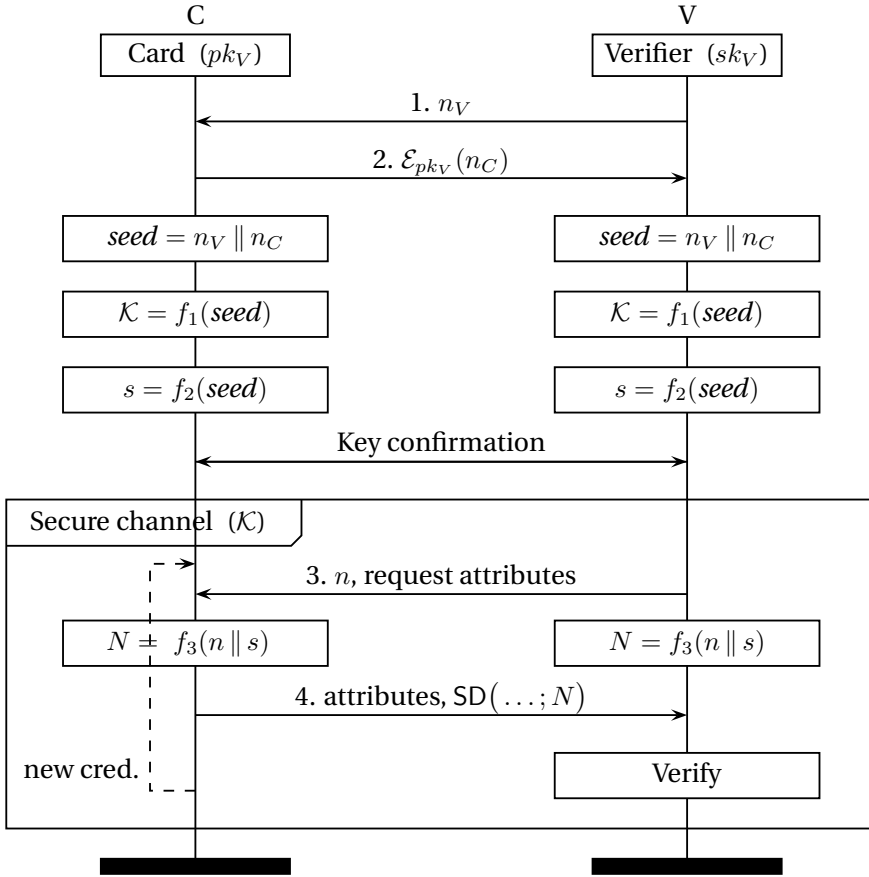 C V
Card (pk_V) Verifier (sk_V)
1. n_V
2. ℰ_{pk_V}(n_C)
seed = n_V ∥ n_C seed = n_V ∥ n_C
𝒦 = f_1(seed) 𝒦 = f_1(seed)
s = f_2(seed) s = f_2(seed)
Key confirmation
Secure channel (𝒦)
3. n, request attributes
N = f_3(n ∥ s) N = f_3(n ∥ s)
4. attributes, SD(...; N)
new cred. Verify